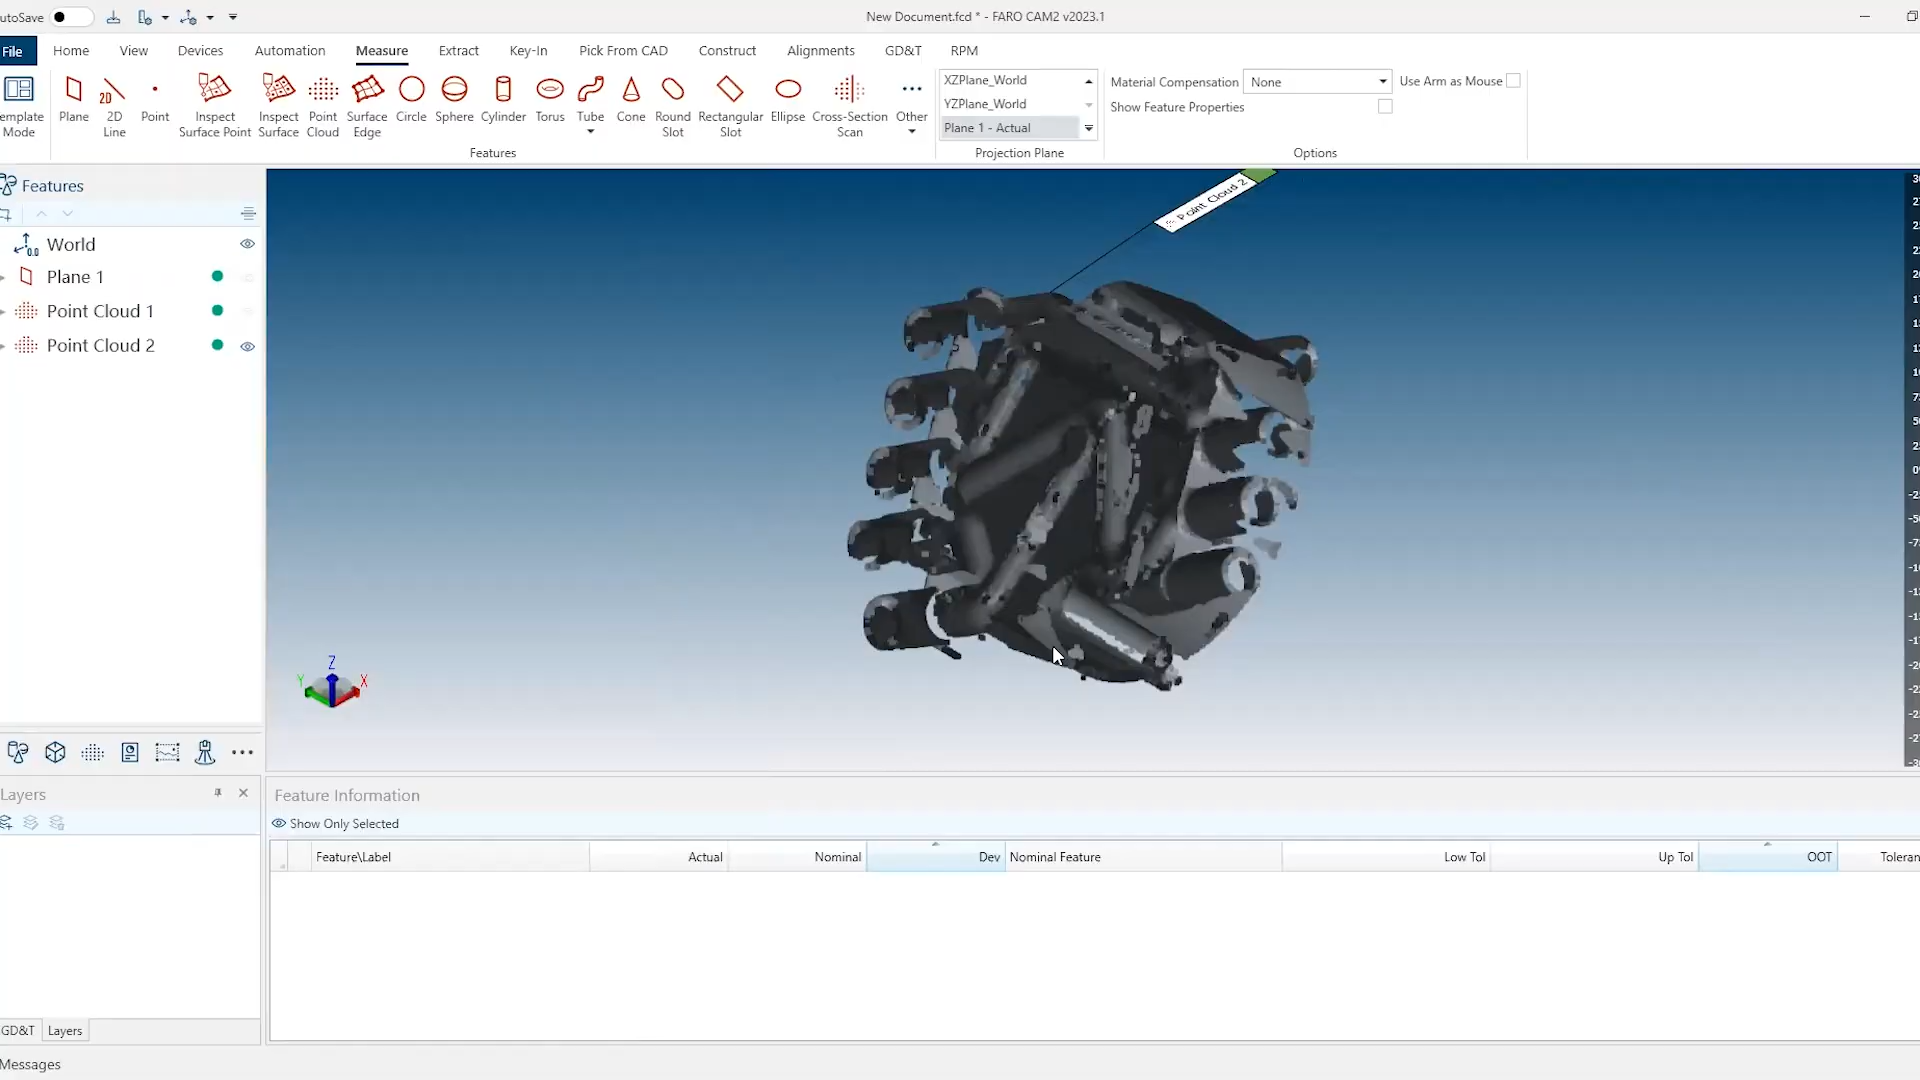 utoSave
New Document.fcd * - FARO CAM2 v2023.1
File Home View Devices Automation Measure Extract Key-In Pick From CAD Construct Alignments GD&T RPM
emplate Mode
Plane
2D
2D Line
Point
Inspect Surface Point
Inspect Surface
Point Cloud
Surface Edge
Circle
Sphere
Cylinder
Torus
Tube
Cone
Round Slot
Rectangular Slot
Ellipse
Cross-Section Scan
Other
Features
XZPlane_World
YZPlane_World
Plane 1 - Actual
Projection Plane
Material Compensation None Use Arm as Mouse
Show Feature Properties
Options
Features
World
Plane 1
Point Cloud 1
Point Cloud 2
Point Cloud 2
Z
Y X
Layers
GD&T Layers
Messages
Feature Information
Show Only Selected
Feature\Label Actual Nominal Dev Nominal Feature Low Tol Up Tol OOT Toleran